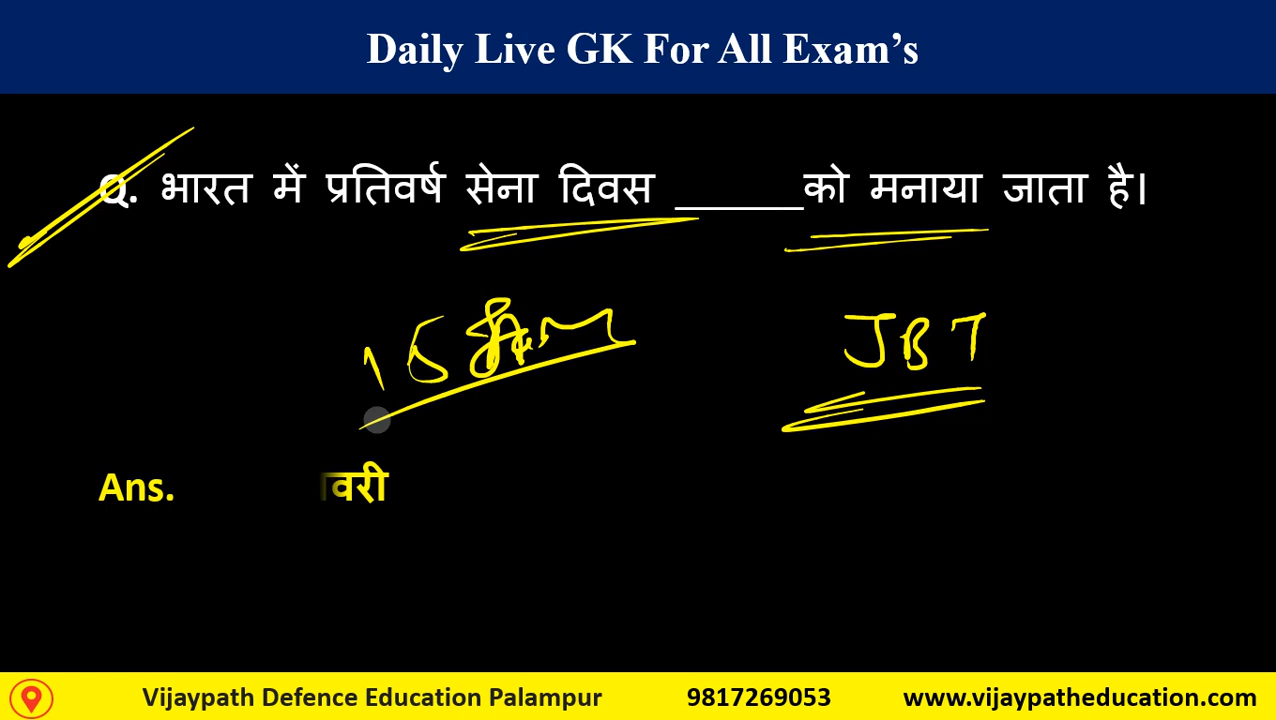 Daily Live GK For All Exam's
Q. भारत में प्रतिवर्ष सेना दिवस ______को मनाया जाता है।
15
JBT
Ans. वरी
Vijaypath Defence Education Palampur 9817269053 www.vijaypatheducation.com